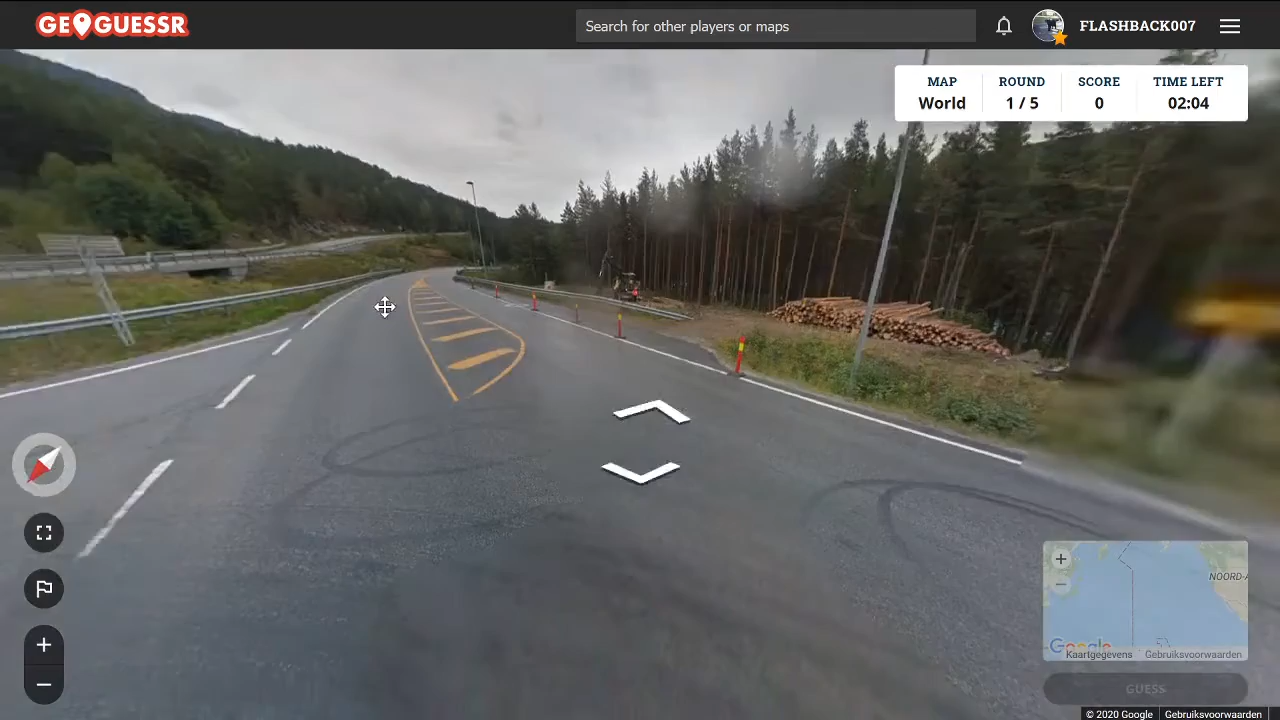 GEOGUESSR
Search for other players or maps
FLASHBACK007
MAP ROUND SCORE TIME LEFT
World 1 / 5 0 02:04
NOORD-A
Google
Kaartgegevens Gebruiksvoorwaarden
GUESS
© 2020 Google Gebruiksvoorwaarden